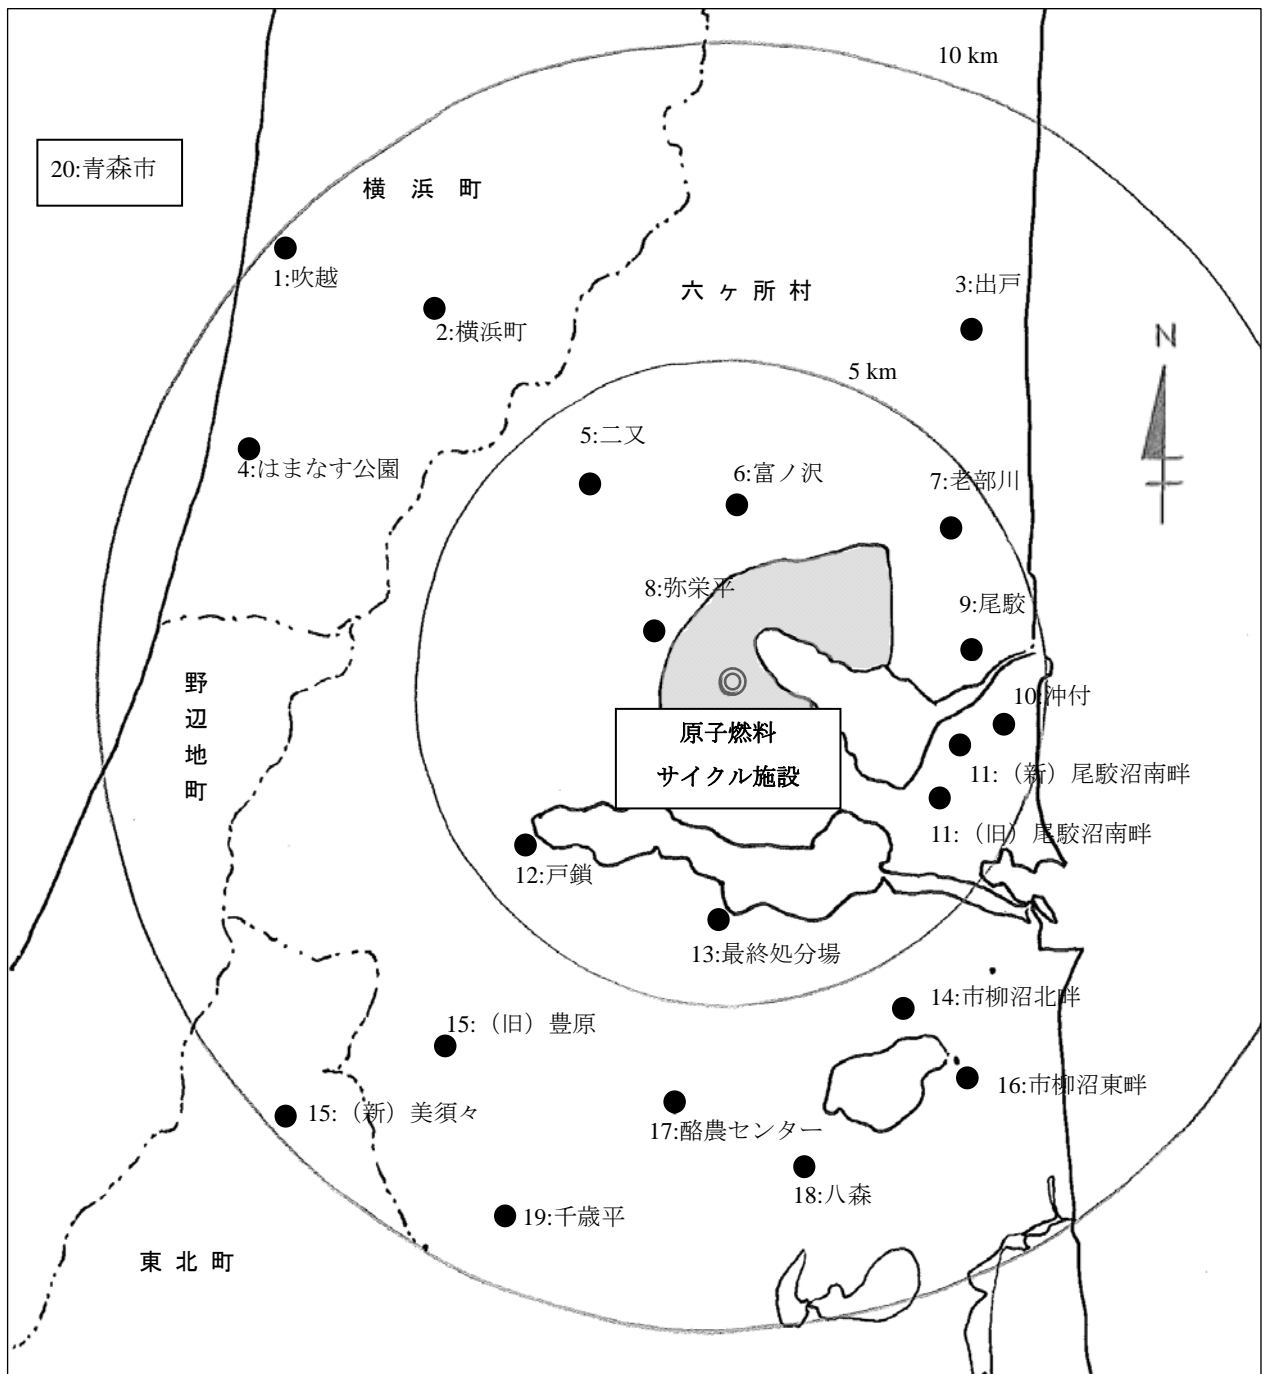 10 km
20:青森市
横 浜 町
1:吹越
六 ヶ 所 村
3:出戸
2:横浜町
N
5 km
5:二又
4:はまなす公園
6:富ノ沢
7:老部川
8:弥栄平
9:尾駮
野辺地町
10:沖付
原子燃料
サイクル施設
11:（新）尾駮沼南畔
11:（旧）尾駮沼南畔
12:戸鎖
13:最終処分場
14:市柳沼北畔
15:（旧）豊原
16:市柳沼東畔
15:（新）美須々
17:酪農センター
18:八森
19:千歳平
東 北 町